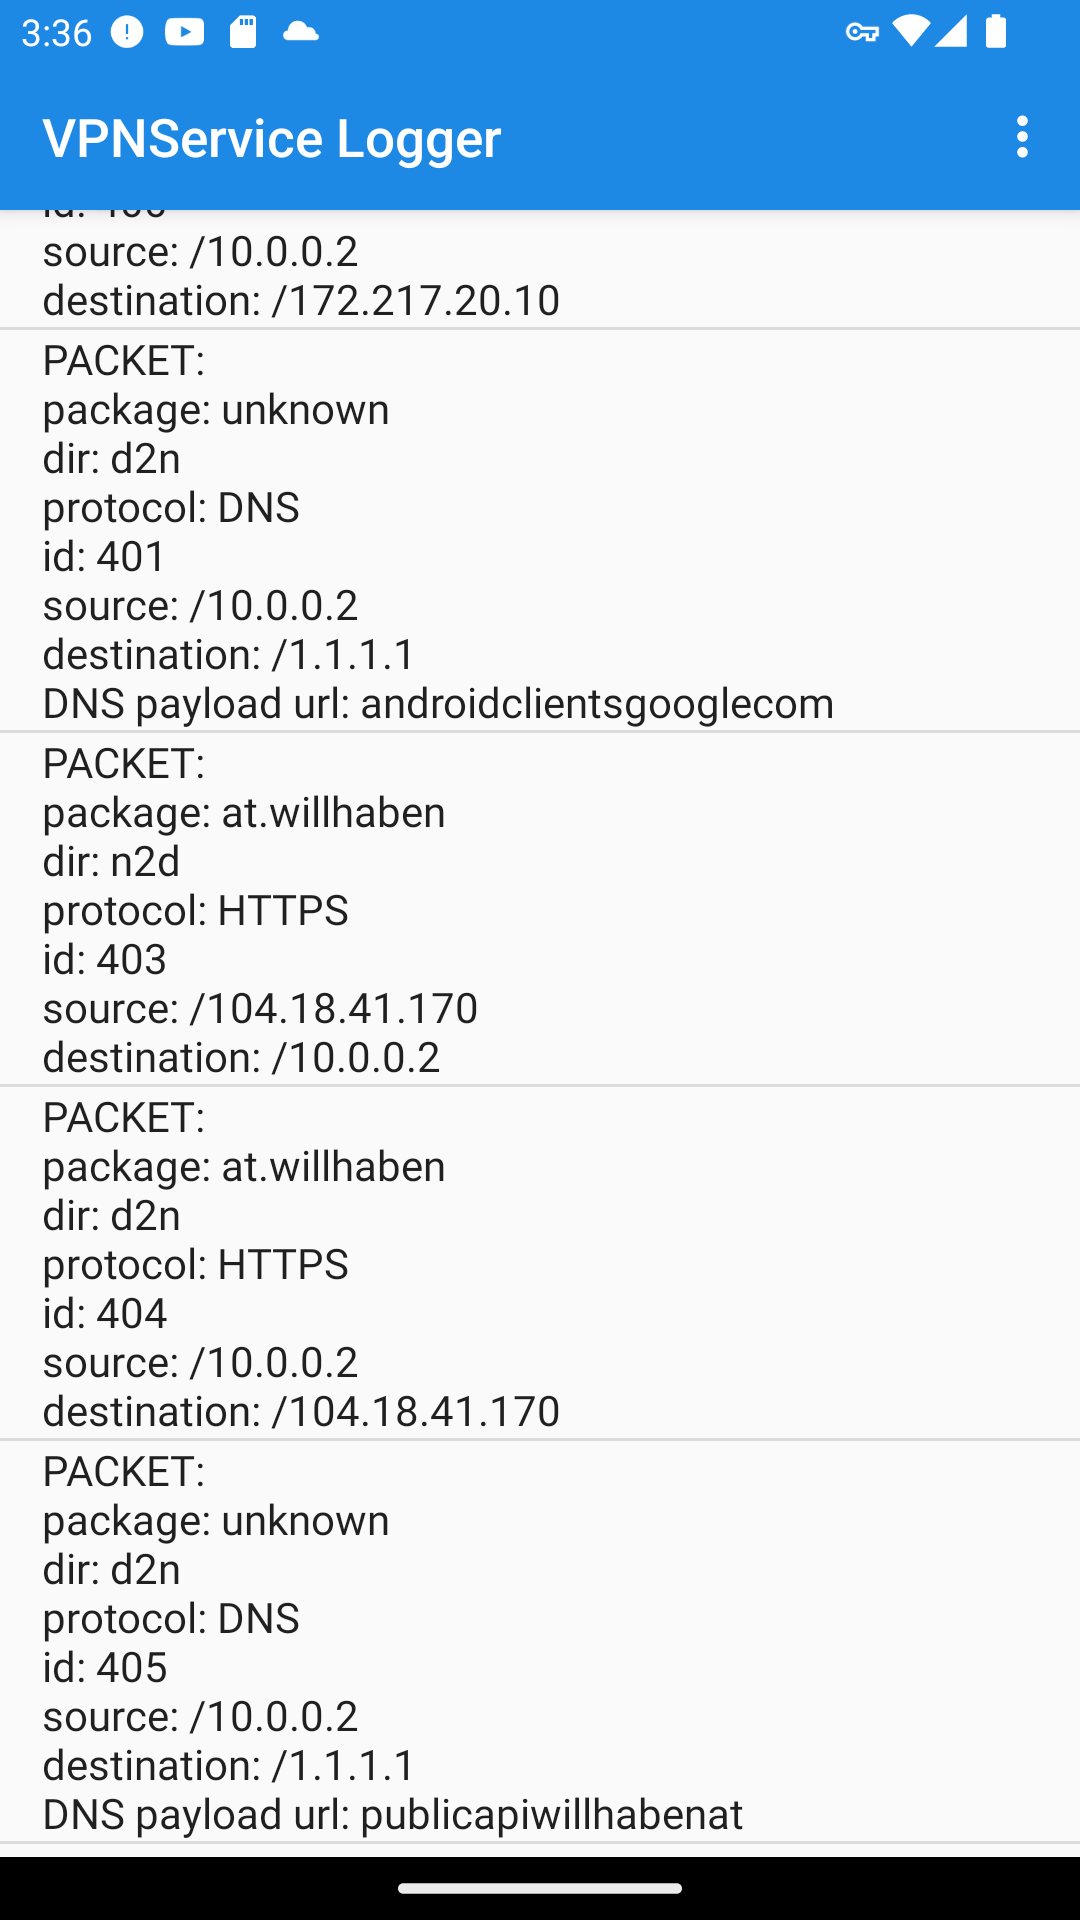 3:36
VPNService Logger
source: /10.0.0.2
destination: /172.217.20.10
PACKET:
package: unknown
dir: d2n
protocol: DNS
id: 401
source: /10.0.0.2
destination: /1.1.1.1
DNS payload url: androidclientsgooglecom
PACKET:
package: at.willhaben
dir: n2d
protocol: HTTPS
id: 403
source: /104.18.41.170
destination: /10.0.0.2
PACKET:
package: at.willhaben
dir: d2n
protocol: HTTPS
id: 404
source: /10.0.0.2
destination: /104.18.41.170
PACKET:
package: unknown
dir: d2n
protocol: DNS
id: 405
source: /10.0.0.2
destination: /1.1.1.1
DNS payload url: publicapiwillhabenat